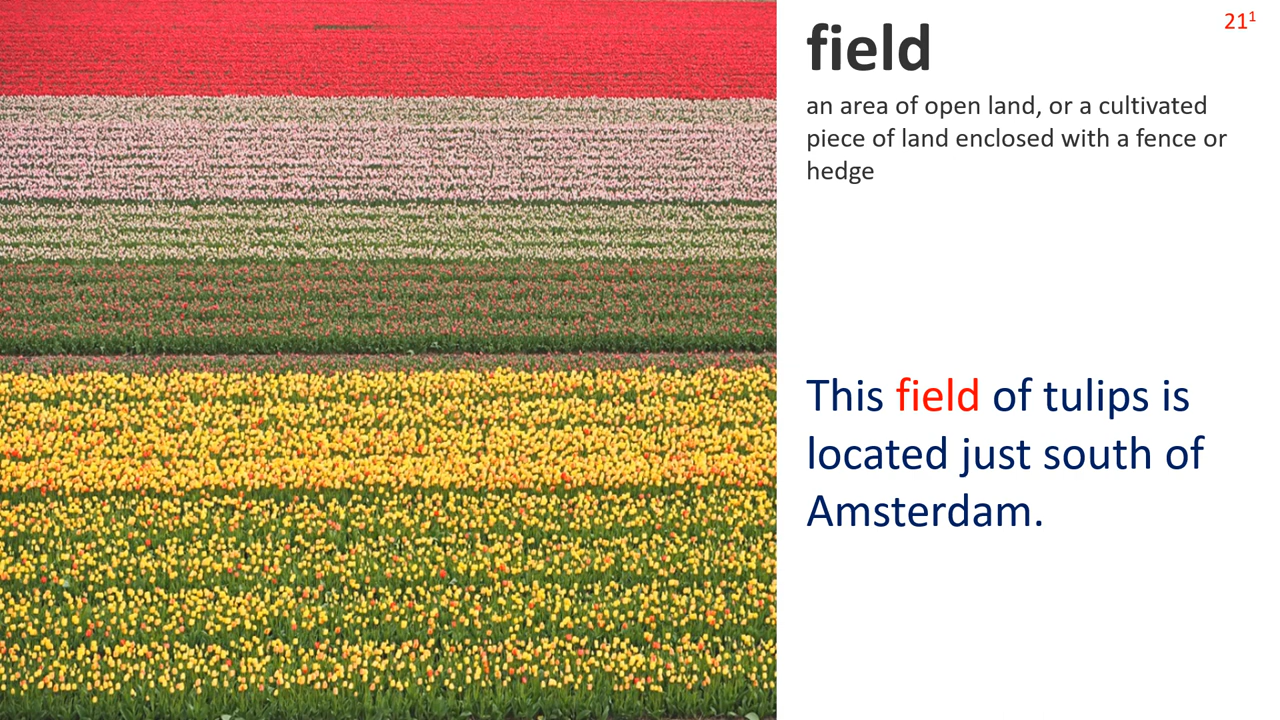 field
21¹
an area of open land, or a cultivated
piece of land enclosed with a fence or
hedge
This field of tulips is
located just south of
Amsterdam.